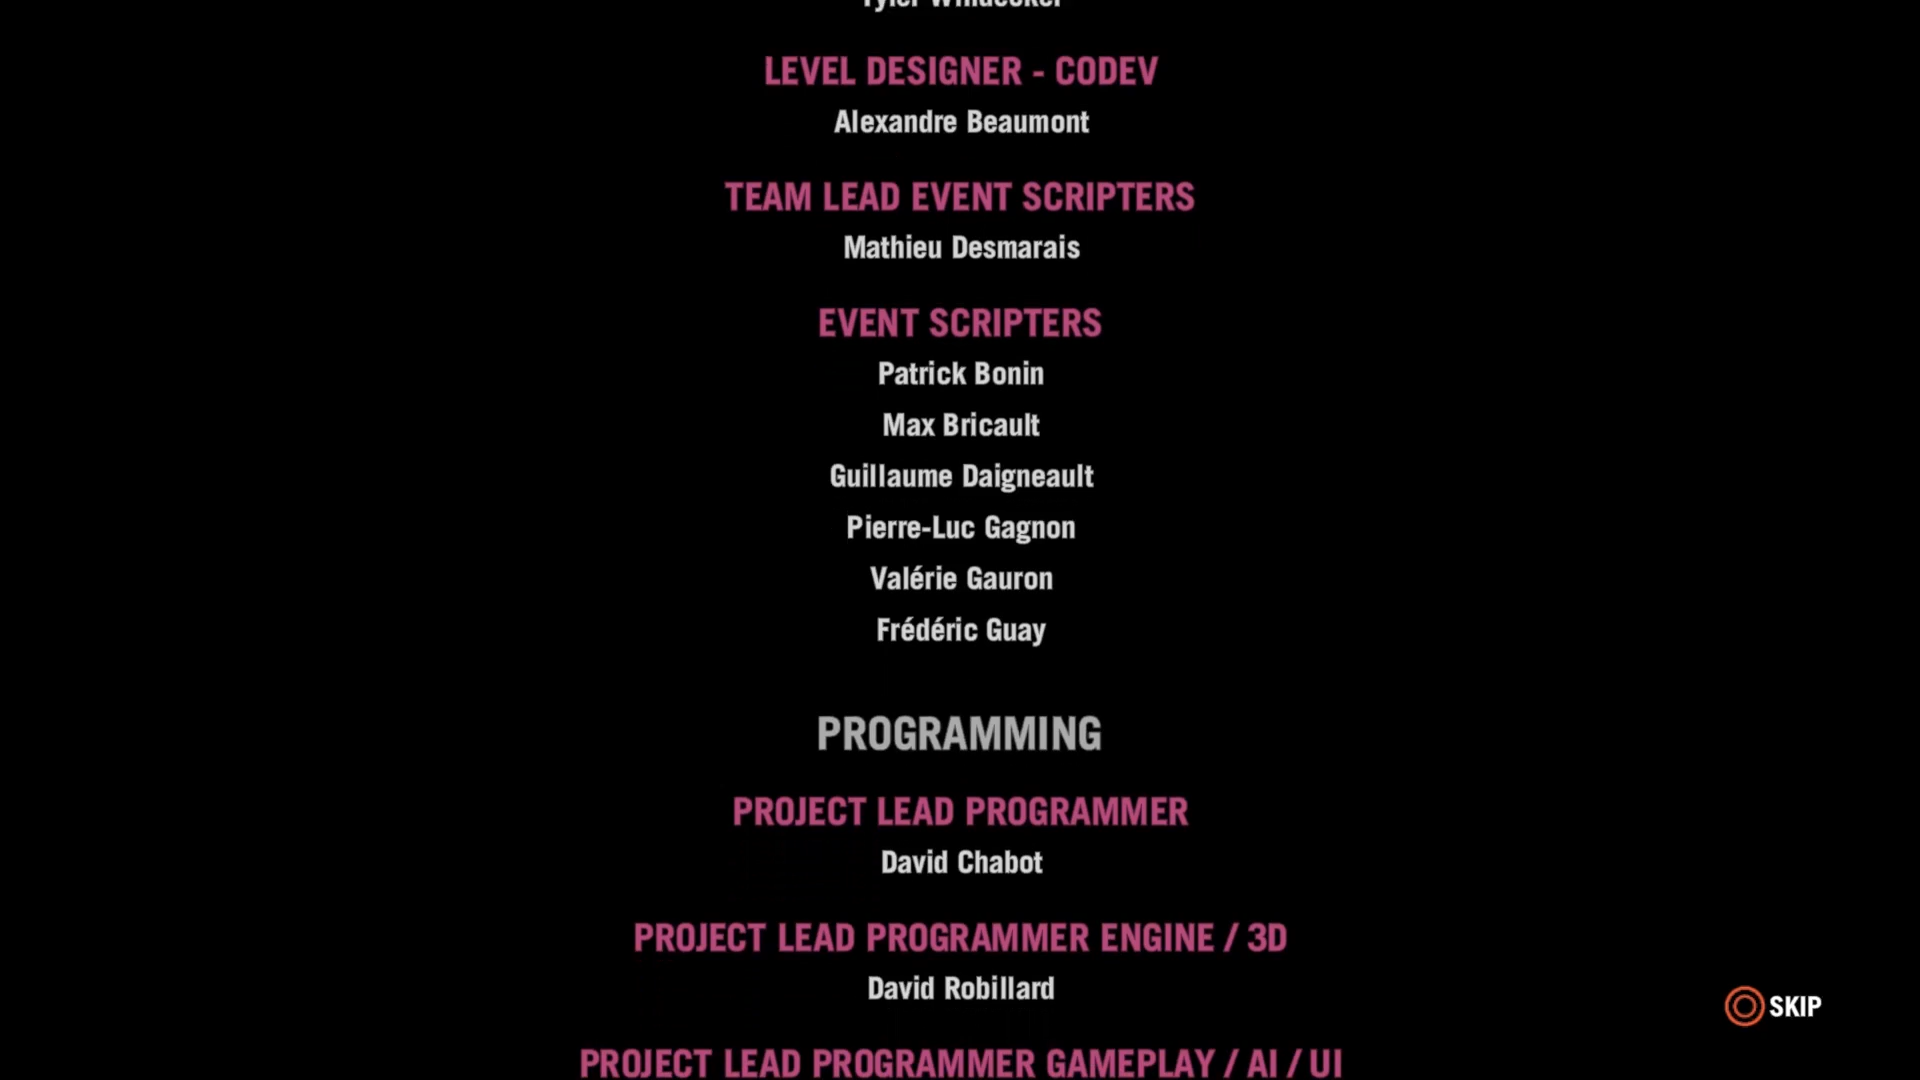 LEVEL DESIGNER - CODEV
Alexandre Beaumont
TEAM LEAD EVENT SCRIPTERS
Mathieu Desmarais
EVENT SCRIPTERS
Patrick Bonin
Max Bricault
Guillaume Daigneault
Pierre-Luc Gagnon
Valérie Gauron
Frédéric Guay
PROGRAMMING
PROJECT LEAD PROGRAMMER
David Chabot
PROJECT LEAD PROGRAMMER ENGINE / 3D
David Robillard
SKIP
PROJECT LEAD PROGRAMMER GAMEPLAY / AI / UI